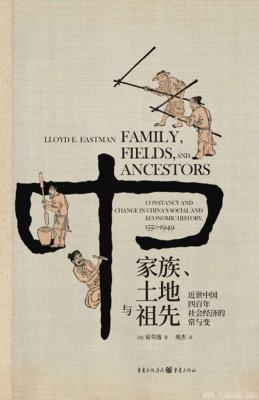 LLOYD E. EASTMAN
FAMILY,
FIELDS, AND
ANCESTORS
CONSTANCY AND
CHANGE IN CHINA'S SOCIAL AND
ECONOMIC HISTORY,
1550-1949
中
家族、
土地
与祖先
近世中国
四百年
社会经济的
常与变
[美] 易劳逸 著
苑杰 译
重庆出版集团 重庆出版社